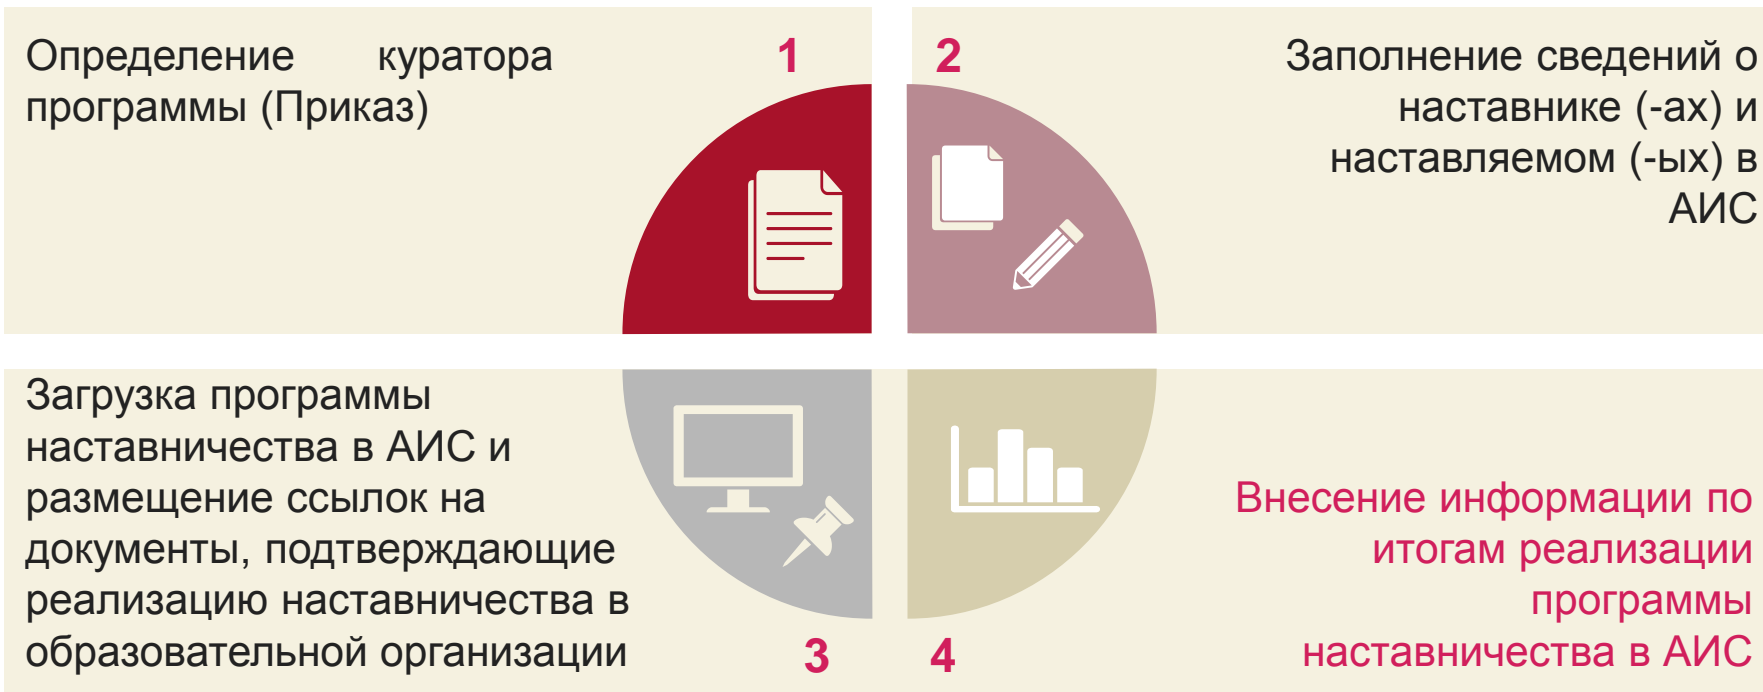 Определение куратора
программы (Приказ)
1
2
Заполнение сведений о
наставнике (-ах) и
наставляемом (-ых) в
АИС
Загрузка программы
наставничества в АИС и
размещение ссылок на
документы, подтверждающие
реализацию наставничества в
образовательной организации
3
4
Внесение информации по
итогам реализации
программы
наставничества в АИС